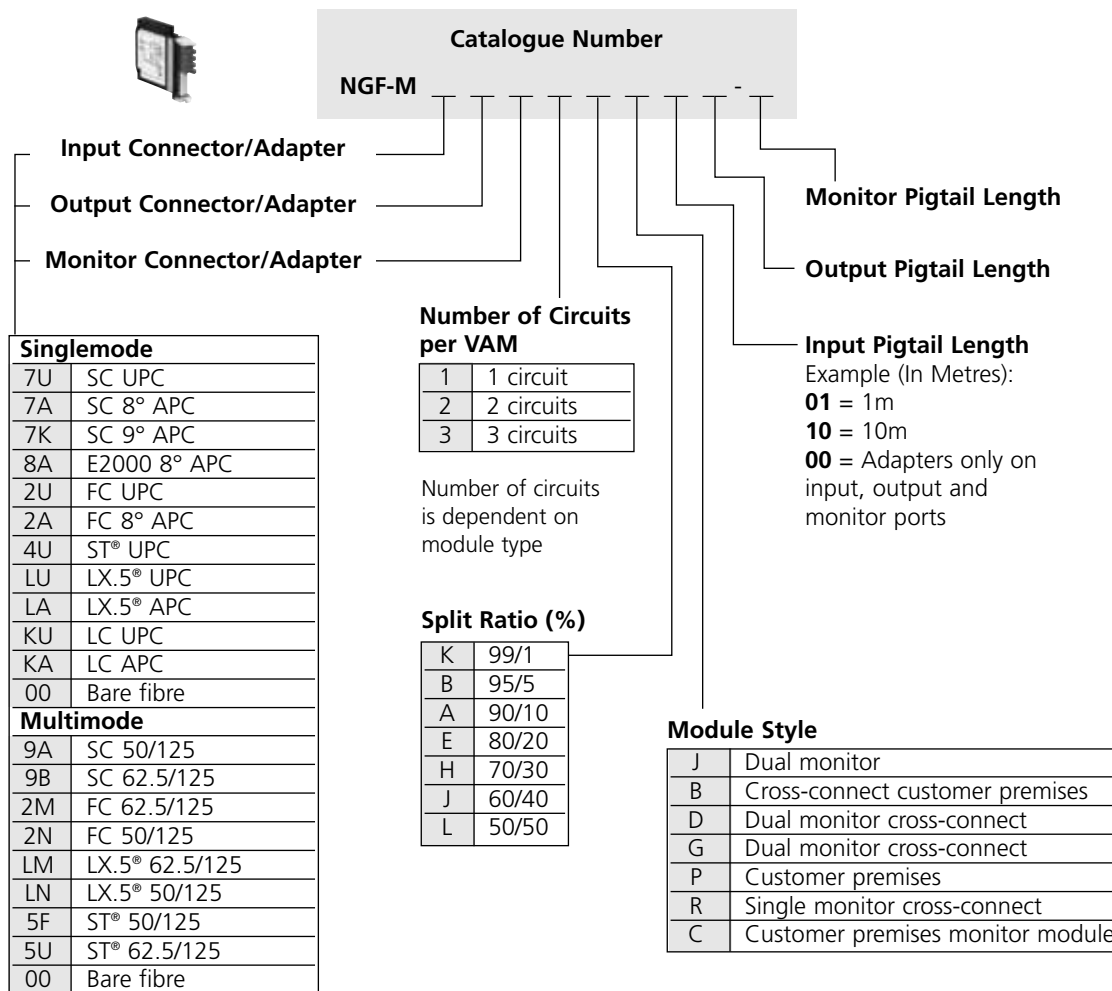 Catalogue Number
NGF-M __ __ __ __ __ __ __ __ - __
Input Connector/Adapter
Output Connector/Adapter
Monitor Connector/Adapter
Monitor Pigtail Length
Output Pigtail Length
Input Pigtail Length
Example (In Metres):
01 = 1m
10 = 10m
00 = Adapters only on
input, output and
monitor ports
Number of Circuits
per VAM
1 1 circuit
2 2 circuits
3 3 circuits
Number of circuits
is dependent on
module type
Singlemode
7U SC UPC
7A SC 8° APC
7K SC 9° APC
8A E2000 8° APC
2U FC UPC
2A FC 8° APC
4U ST® UPC
LU LX.5® UPC
LA LX.5® APC
KU LC UPC
KA LC APC
00 Bare fibre
Multimode
9A SC 50/125
9B SC 62.5/125
2M FC 62.5/125
2N FC 50/125
LM LX.5® 62.5/125
LN LX.5® 50/125
5F ST® 50/125
5U ST® 62.5/125
00 Bare fibre
Split Ratio (%)
K 99/1
B 95/5
A 90/10
E 80/20
H 70/30
J 60/40
L 50/50
Module Style
J Dual monitor
B Cross-connect customer premises
D Dual monitor cross-connect
G Dual monitor cross-connect
P Customer premises
R Single monitor cross-connect
C Customer premises monitor module